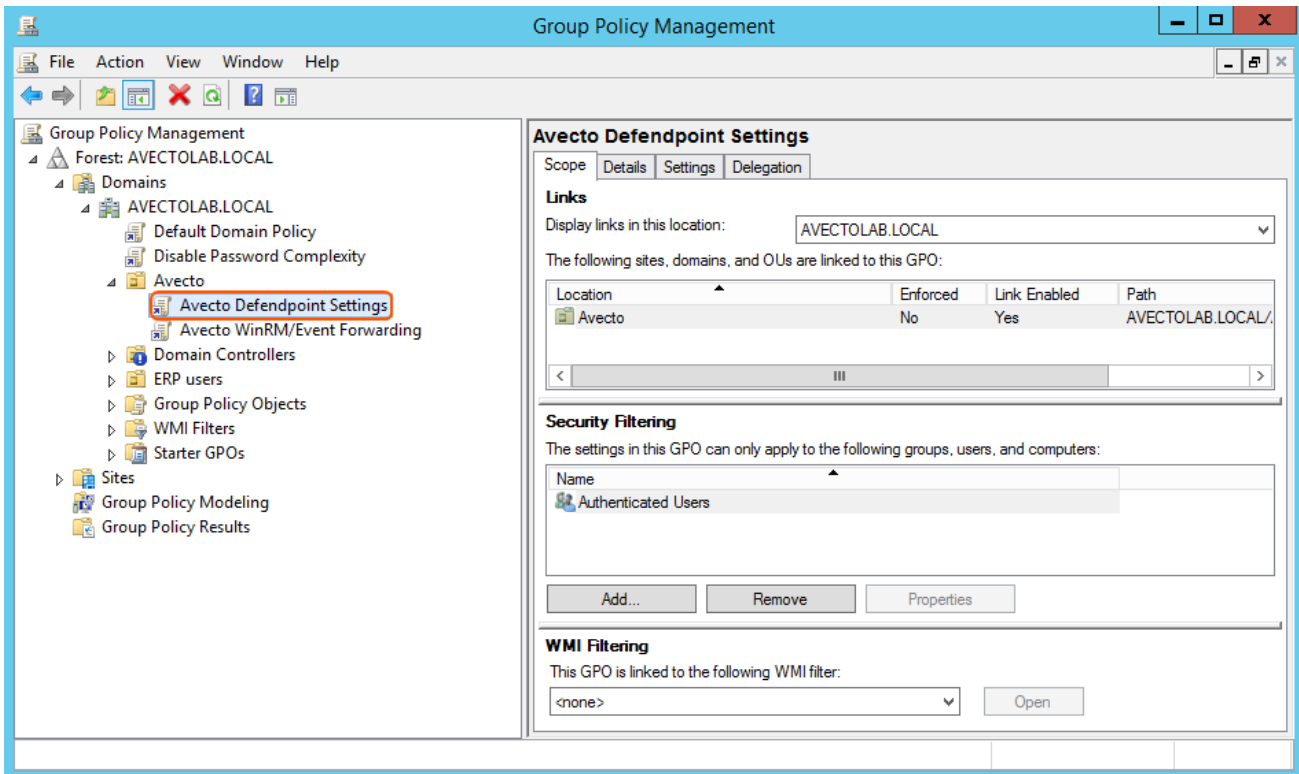 Group Policy Management
File Action View Window Help
Group Policy Management
Forest: AVECTOLAB.LOCAL
Domains
AVECTOLAB.LOCAL
Default Domain Policy
Disable Password Complexity
Avecto
Avecto Defendpoint Settings
Avecto WinRM/Event Forwarding
Domain Controllers
ERP users
Group Policy Objects
WMI Filters
Starter GPOs
Sites
Group Policy Modeling
Group Policy Results
Avecto Defendpoint Settings
Scope Details Settings Delegation
Links
Display links in this location: AVECTOLAB.LOCAL
The following sites, domains, and OUs are linked to this GPO:
Location Enforced Link Enabled Path
Avecto No Yes AVECTOLAB.LOCAL/.
Security Filtering
The settings in this GPO can only apply to the following groups, users, and computers:
Name
Authenticated Users
Add... Remove Properties
WMI Filtering
This GPO is linked to the following WMI filter:
<none> Open